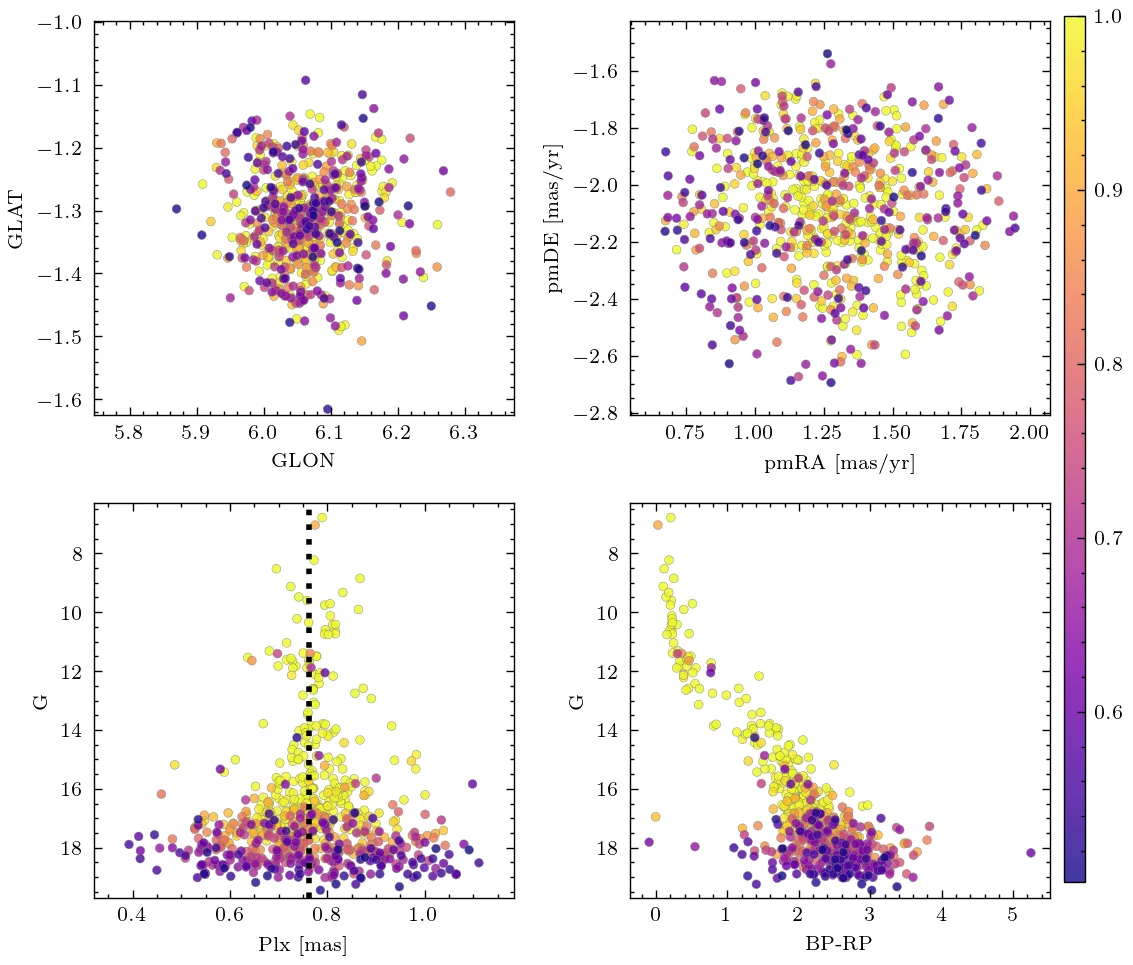 −1.0
−1.1
−1.2
−1.3
−1.4
−1.5
−1.6
GLAT
5.8 5.9 6.0 6.1 6.2 6.3
GLON
−1.6
−1.8
−2.0
−2.2
−2.4
−2.6
−2.8
pmDE [mas/yr]
0.75 1.00 1.25 1.50 1.75 2.00
pmRA [mas/yr]
1.0
0.9
0.8
0.7
0.6
8
10
12
14
16
18
G
0.4 0.6 0.8 1.0
Plx [mas]
8
10
12
14
16
18
G
0 1 2 3 4 5
BP-RP